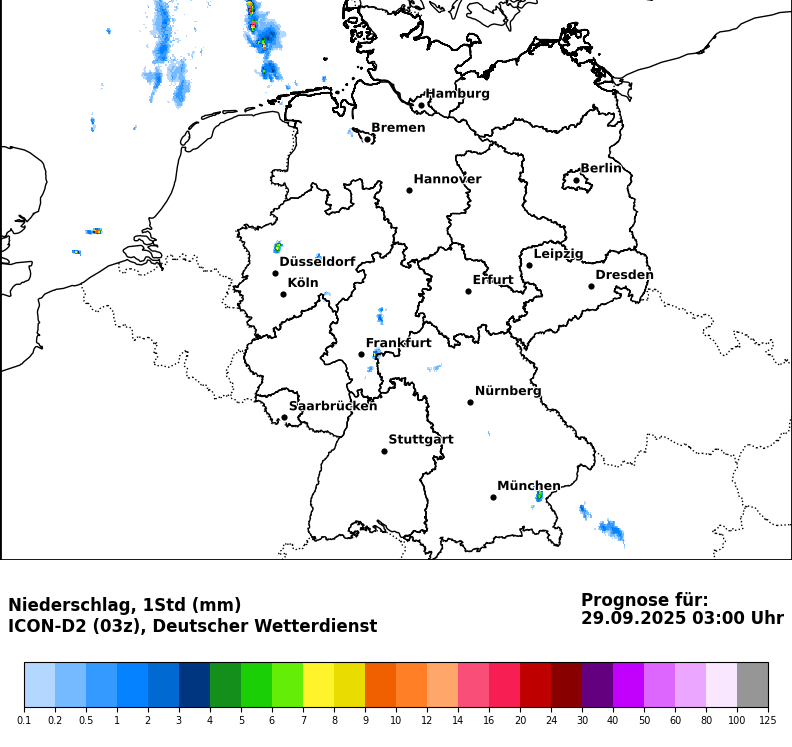 Hamburg
Bremen
Berlin
Hannover
Leipzig
Düsseldorf
Dresden
Köln
Erfurt
Frankfurt
Nürnberg
Saarbrücken
Stuttgart
München
Niederschlag, 1Std (mm)
ICON-D2 (03z), Deutscher Wetterdienst
Prognose für:
29.09.2025 03:00 Uhr
0.1 0.2 0.5 1 2 3 4 5 6 7 8 9 10 12 14 16 20 24 30 40 50 60 80 100 125